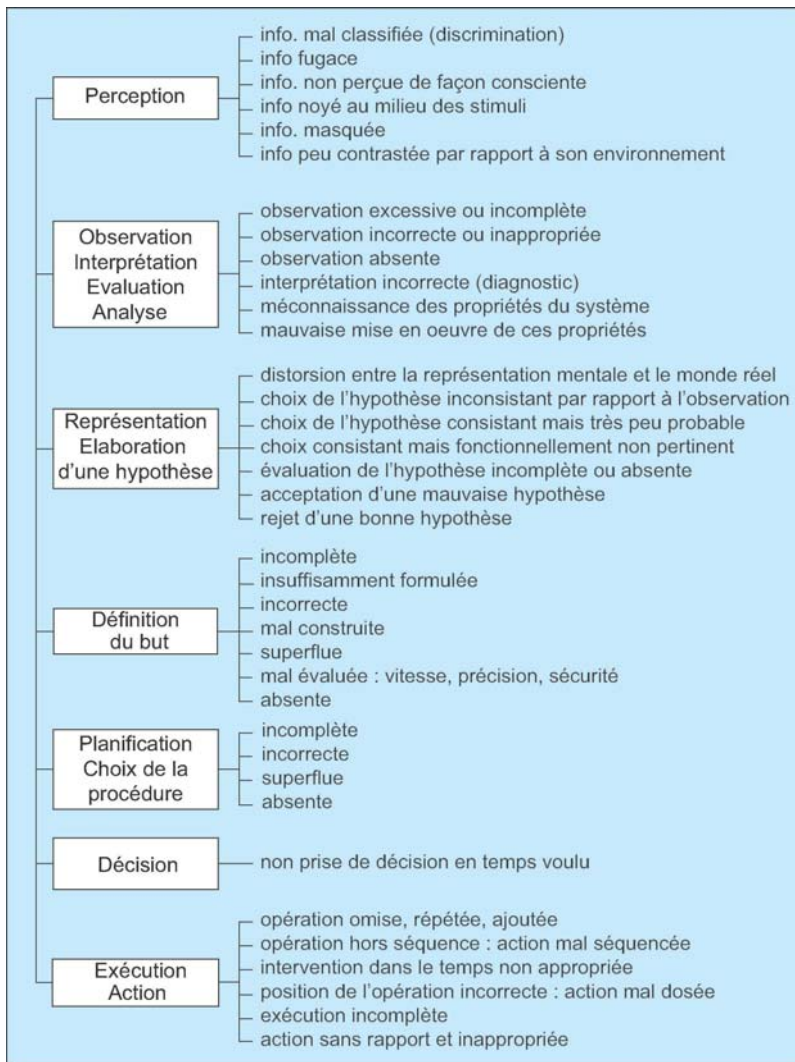 Perception
info. mal classifiée (discrimination)
info fugace
info. non perçue de façon consciente
info noyé au milieu des stimuli
info. masquée
info peu contrastée par rapport à son environnement
Observation
Interprétation
Evaluation
Analyse
observation excessive ou incomplète
observation incorrecte ou inappropriée
observation absente
interprétation incorrecte (diagnostic)
méconnaissance des propriétés du système
mauvaise mise en oeuvre de ces propriétés
Représentation
Elaboration
d'une hypothèse
distorsion entre la représentation mentale et le monde réel
choix de l'hypothèse inconsistant par rapport à l'observation
choix de l'hypothèse consistant mais très peu probable
choix consistant mais fonctionnellement non pertinent
évaluation de l'hypothèse incomplète ou absente
acceptation d'une mauvaise hypothèse
rejet d'une bonne hypothèse
Définition
du but
incomplète
insuffisamment formulée
incorrecte
mal construite
superflue
mal évaluée : vitesse, précision, sécurité
absente
Planification
Choix de la
procédure
incomplète
incorrecte
superflue
absente
Décision
non prise de décision en temps voulu
Exécution
Action
opération omise, répétée, ajoutée
opération hors séquence : action mal séquencée
intervention dans le temps non appropriée
position de l'opération incorrecte : action mal dosée
exécution incomplète
action sans rapport et inappropriée